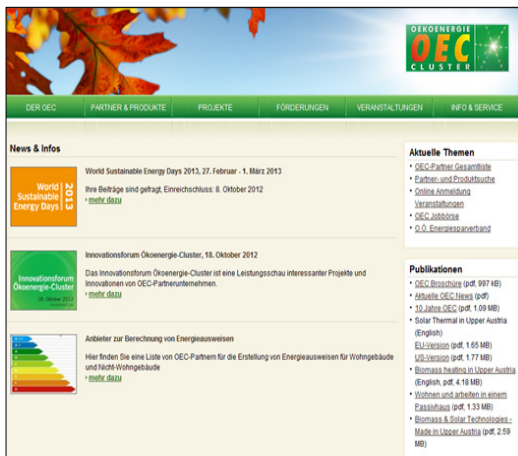 OEKOENERGIE
OEC
CLUSTER
DER OEC
PARTNER & PRODUKTE
PROJEKTE
FÖRDERUNGEN
VERANSTALTUNGEN
INFO & SERVICE
News & Infos
World
Sustainable
Energy Days
2013
World Sustainable Energy Days 2013, 27. Februar - 1. März 2013
Ihre Beiträge sind gefragt, Einreichschluss: 8. Oktober 2012
mehr dazu
Innovationsforum
Ökoenergie-Cluster
18. Oktober 2012
Innovationsforum Ökoenergie-Cluster, 18. Oktober 2012
Das Innovationsforum Ökoenergie-Cluster ist eine Leistungsschau interessanter Projekte und
Innovationen von OEC-Partnerunternehmen.
mehr dazu
Anbieter zur Berechnung von Energieausweisen
Hier finden Sie eine Liste von OEC-Partnern für die Erstellung von Energieausweisen für Wohngebäude
und Nicht-Wohngebäude
mehr dazu
Aktuelle Themen
• OEC-Partner Gesamtliste
• Partner- und Produktsuche
• Online Anmeldung
Veranstaltungen
• OEC Jobbörse
• O.Ö. Energiesparverband
Publikationen
• OEC Broschüre (pdf, 997 kB)
• Aktuelle OEC News (pdf)
• 10 Jahre OEC (pdf, 1.09 MB)
• Solar Thermal in Upper Austria
(English)
EU-Version (pdf, 1.65 MB)
US-Version (pdf, 1.77 MB)
• Biomass heating in Upper Austria
(English, pdf, 4.18 MB)
• Wohnen und arbeiten in einem
Passivhaus (pdf, 1.33 MB)
• Biomass & Solar Technologies -
Made in Upper Austria (pdf, 2.59
MB)